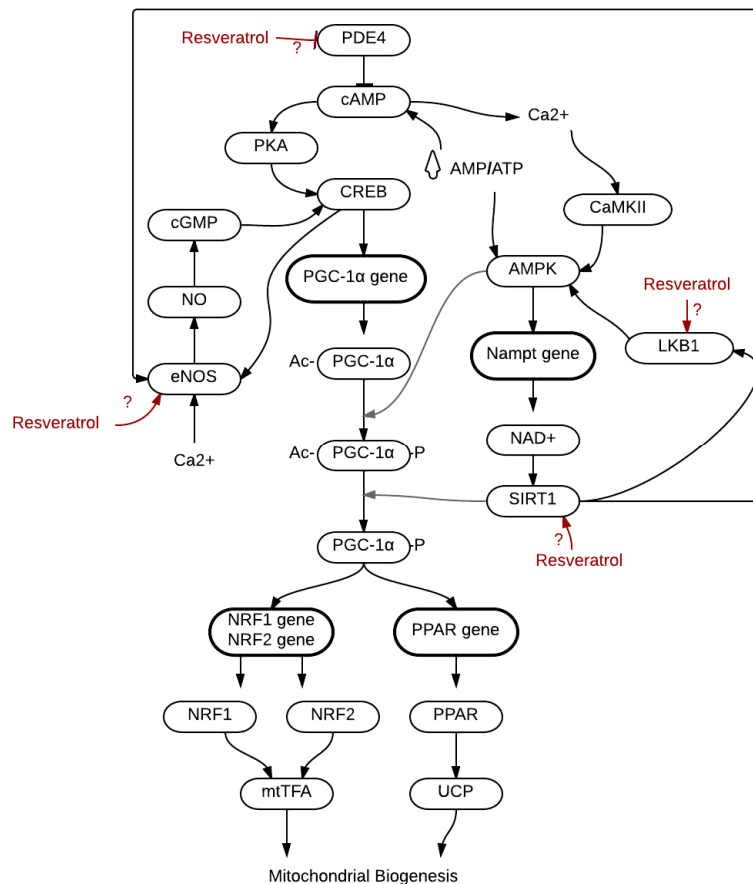 Resveratrol
?
PDE4
cAMP
Ca2+
PKA
AMP/ATP
CREB
CaMKII
cGMP
PGC-1α gene
AMPK
Resveratrol
?
NO
LKB1
Nampt gene
Ac- PGC-1α
eNOS
?
Resveratrol
NAD+
Ac- PGC-1α -P
Ca2+
SIRT1
?
Resveratrol
PGC-1α -P
NRF1 gene
NRF2 gene
PPAR gene
NRF1
NRF2
PPAR
mtTFA
UCP
Mitochondrial Biogenesis